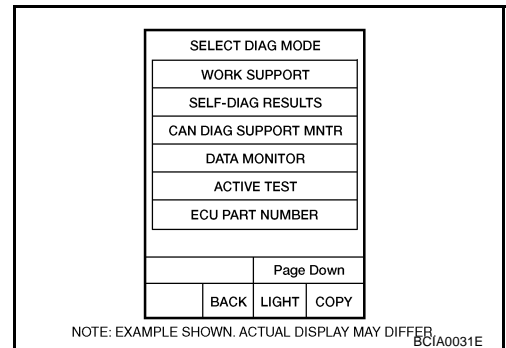 SELECT DIAG MODE
WORK SUPPORT
SELF-DIAG RESULTS
CAN DIAG SUPPORT MNTR
DATA MONITOR
ACTIVE TEST
ECU PART NUMBER
Page Down
BACK LIGHT COPY
NOTE: EXAMPLE SHOWN. ACTUAL DISPLAY MAY DIFFER.
BCIA0031E